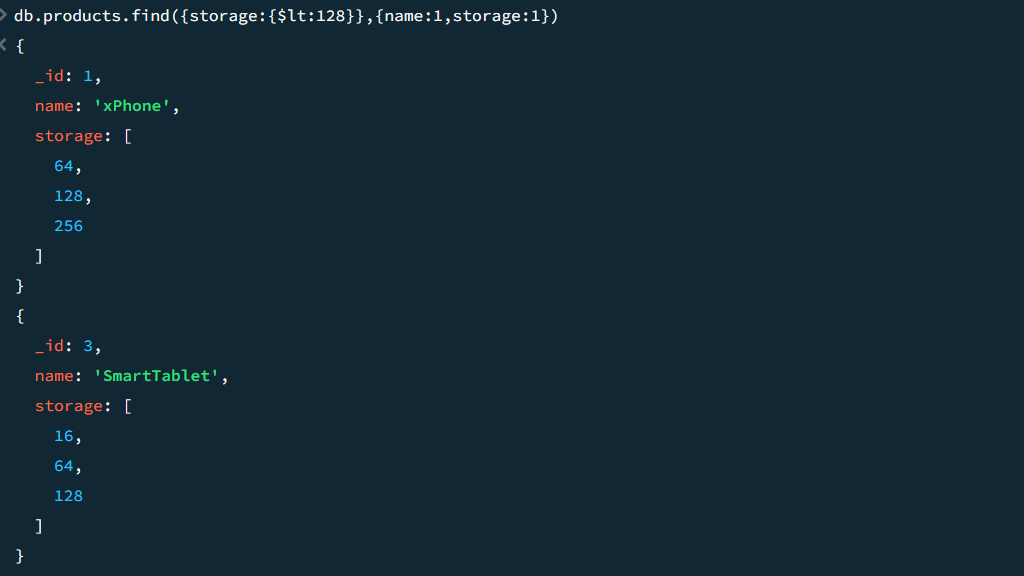 > db.products.find({storage:{$lt:128}},{name:1,storage:1})
< {
_id: 1,
name: 'xPhone',
storage: [
64,
128,
256
]
}
{
_id: 3,
name: 'SmartTablet',
storage: [
16,
64,
128
]
}